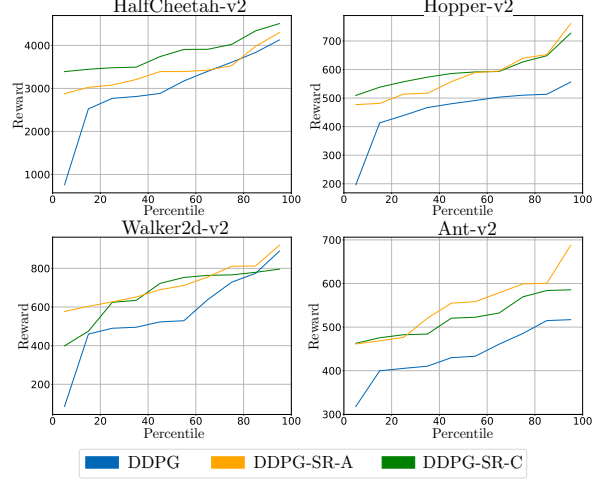 HalfCheetah-v2
Reward
4000
3000
2000
1000
0 20 40 60 80 100
Percentile
Hopper-v2
Reward
700
600
500
400
300
200
0 20 40 60 80 100
Percentile
Walker2d-v2
Reward
800
600
400
200
0 20 40 60 80 100
Percentile
Ant-v2
Reward
700
600
500
400
300
0 20 40 60 80 100
Percentile
DDPG DDPG-SR-A DDPG-SR-C